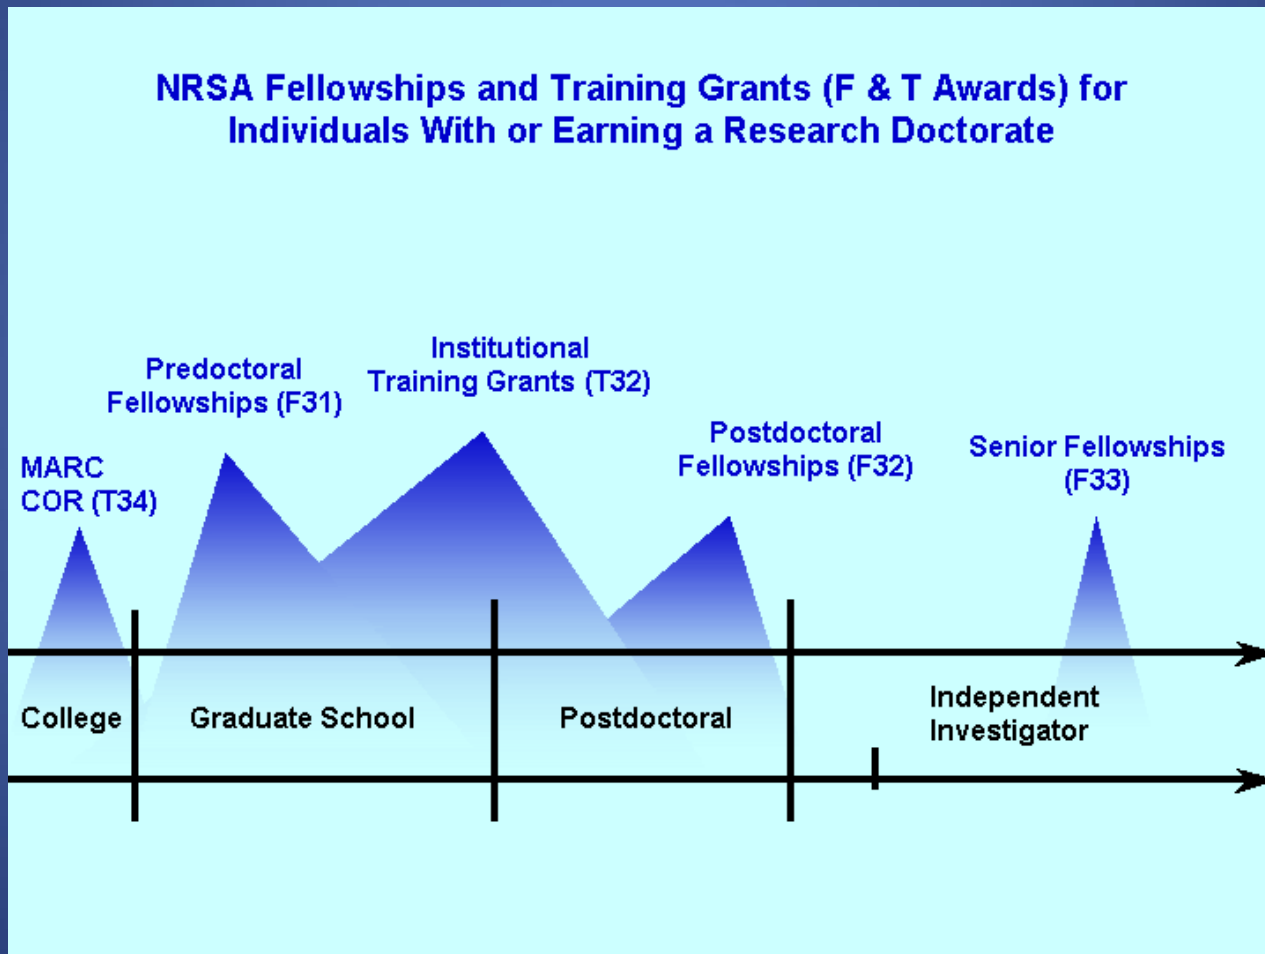 NRSA Fellowships and Training Grants (F & T Awards) for
Individuals With or Earning a Research Doctorate
Institutional
Training Grants (T32)
Predoctoral
Fellowships (F31)
Postdoctoral
Fellowships (F32)
Senior Fellowships
(F33)
MARC
COR (T34)
College
Graduate School
Postdoctoral
Independent
Investigator